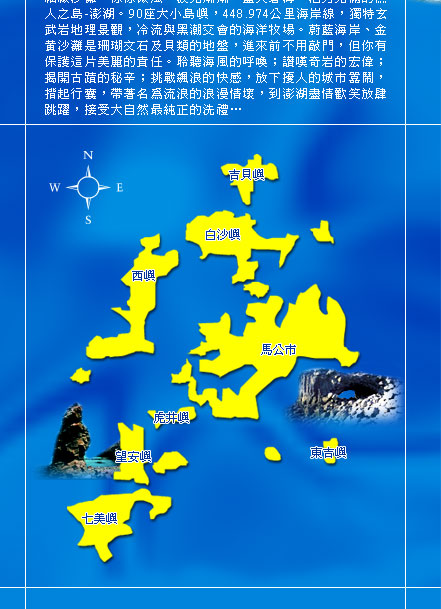 人之島-澎湖。90座大小島嶼，448.974公里海岸線，獨特玄
武岩地理景觀，冷流與黑潮交會的海洋牧場。蔚藍海岸、金
黃沙灘是珊瑚文石及貝類的地盤，進來前不用敲門，但你有
保護這片美麗的責任。聆聽海風的呼喚；讚嘆奇岩的宏偉；
揭開古蹟的秘辛；挑戰飆浪的快感，放下擾人的城市囂鬧，
揹起行囊，帶著名為流浪的浪漫情懷，到澎湖盡情歡笑放肆
跳躍，接受大自然最純正的洗禮…
N
W
E
S
吉貝嶼
白沙嶼
西嶼
馬公市
虎井嶼
望安嶼
東吉嶼
七美嶼